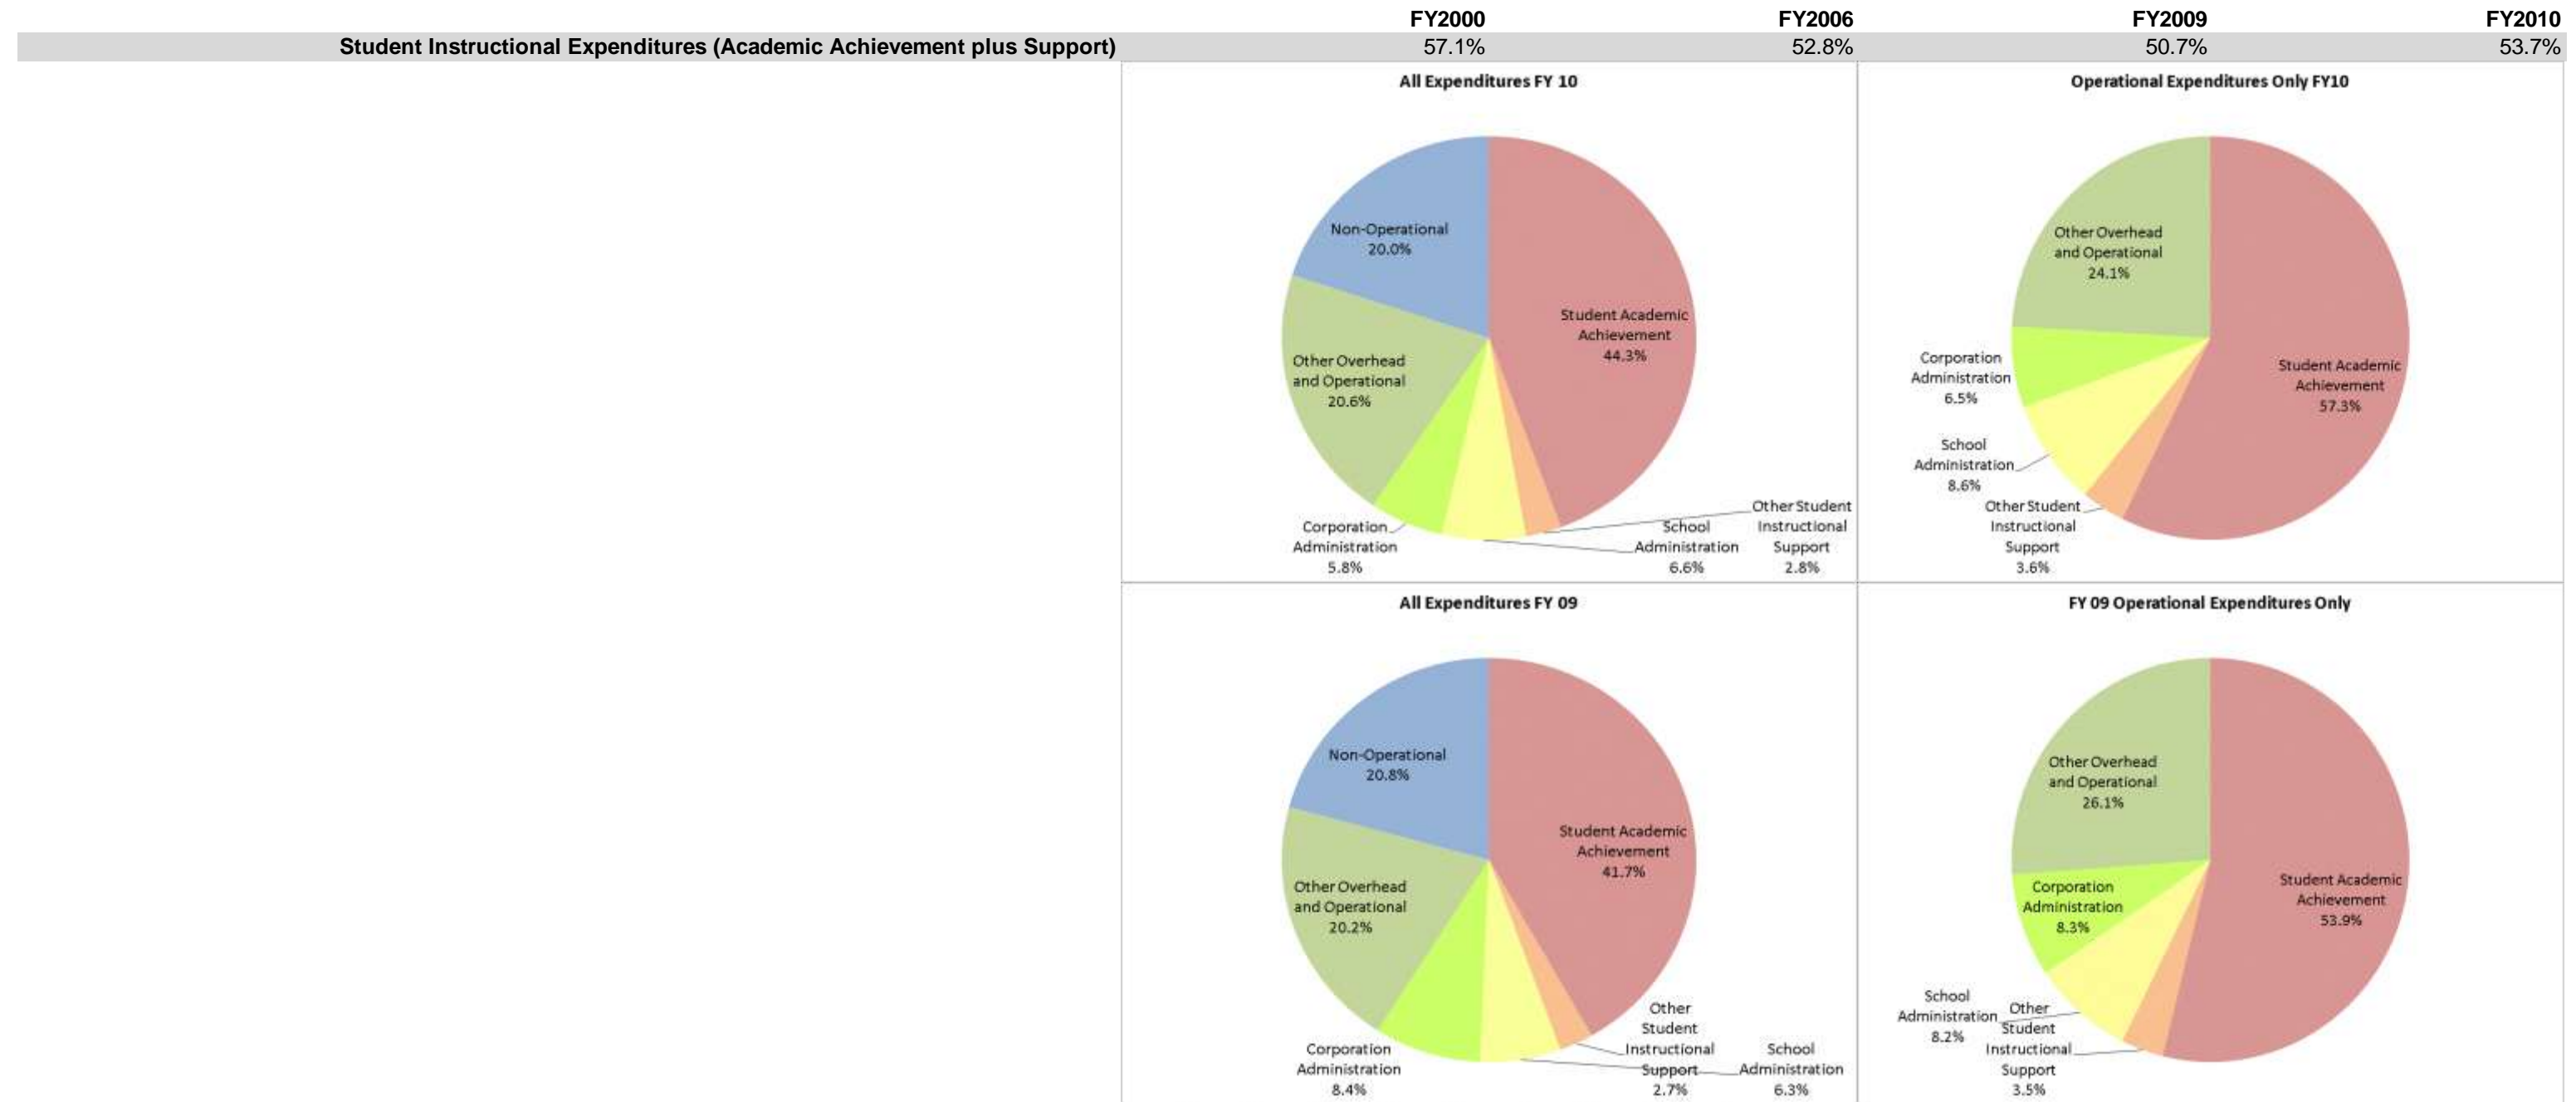 FY2000 FY2006 FY2009 FY2010
Student Instructional Expenditures (Academic Achievement plus Support) 57.1% 52.8% 50.7% 53.7%
All Expenditures FY 10
Non-Operational
20.0%
Student Academic
Achievement
44.3%
Other Overhead
and Operational
20.6%
Corporation
Administration
5.8%
School
Administration
6.6%
Other Student
Instructional
Support
2.8%
Operational Expenditures Only FY10
Other Overhead
and Operational
24.1%
Corporation
Administration
6.5%
Student Academic
Achievement
57.3%
School
Administration
8.6%
Other Student
Instructional
Support
3.6%
All Expenditures FY 09
Non-Operational
20.8%
Student Academic
Achievement
41.7%
Other Overhead
and Operational
20.2%
Corporation
Administration
8.4%
Other
Student
Instructional
Support
2.7%
School
Administration
6.3%
FY 09 Operational Expenditures Only
Other Overhead
and Operational
26.1%
Corporation
Administration
8.3%
Student Academic
Achievement
53.9%
School
Administration
8.2%
Other
Student
Instructional
Support
3.5%